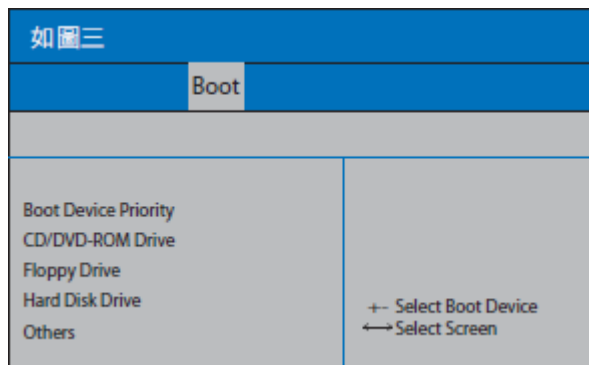 如圖三
Boot
Boot Device Priority
CD/DVD-ROM Drive
Floppy Drive
Hard Disk Drive
Others
+- Select Boot Device
↔ Select Screen